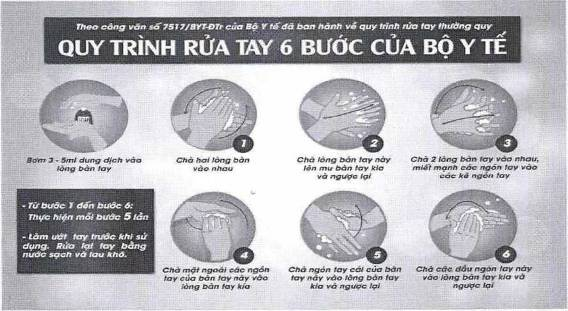 Theo công văn số 7517/BYT-ĐTr của Bộ Y tế đã ban hành về quy trình rửa tay thường quy
QUY TRÌNH RỬA TAY 6 BƯỚC CỦA BỘ Y TẾ
Bơm 3 - 5ml dung dịch vào
lòng bàn tay
1
Chà hai lòng bàn
vào nhau
2
Chà lòng bàn tay này
lên mu bàn tay kia
và ngược lại
3
Chà 2 lòng bàn tay vào nhau,
miết mạnh các ngón tay vào
các kẽ ngón tay
- Từ bước 1 đến bước 6:
Thực hiện mỗi bước 5 lần
- Làm ướt tay trước khi sử
dụng. Rửa lại tay bằng
nước sạch và lau khô.
4
Chà mặt ngoài các ngón
tay của bàn tay này vào
lòng bàn tay kia
5
Chà ngón tay cái của bàn
tay này vào lòng bàn tay
kia và ngược lại
6
Chà các đầu ngón tay này
vào lòng bàn tay kia và
ngược lại